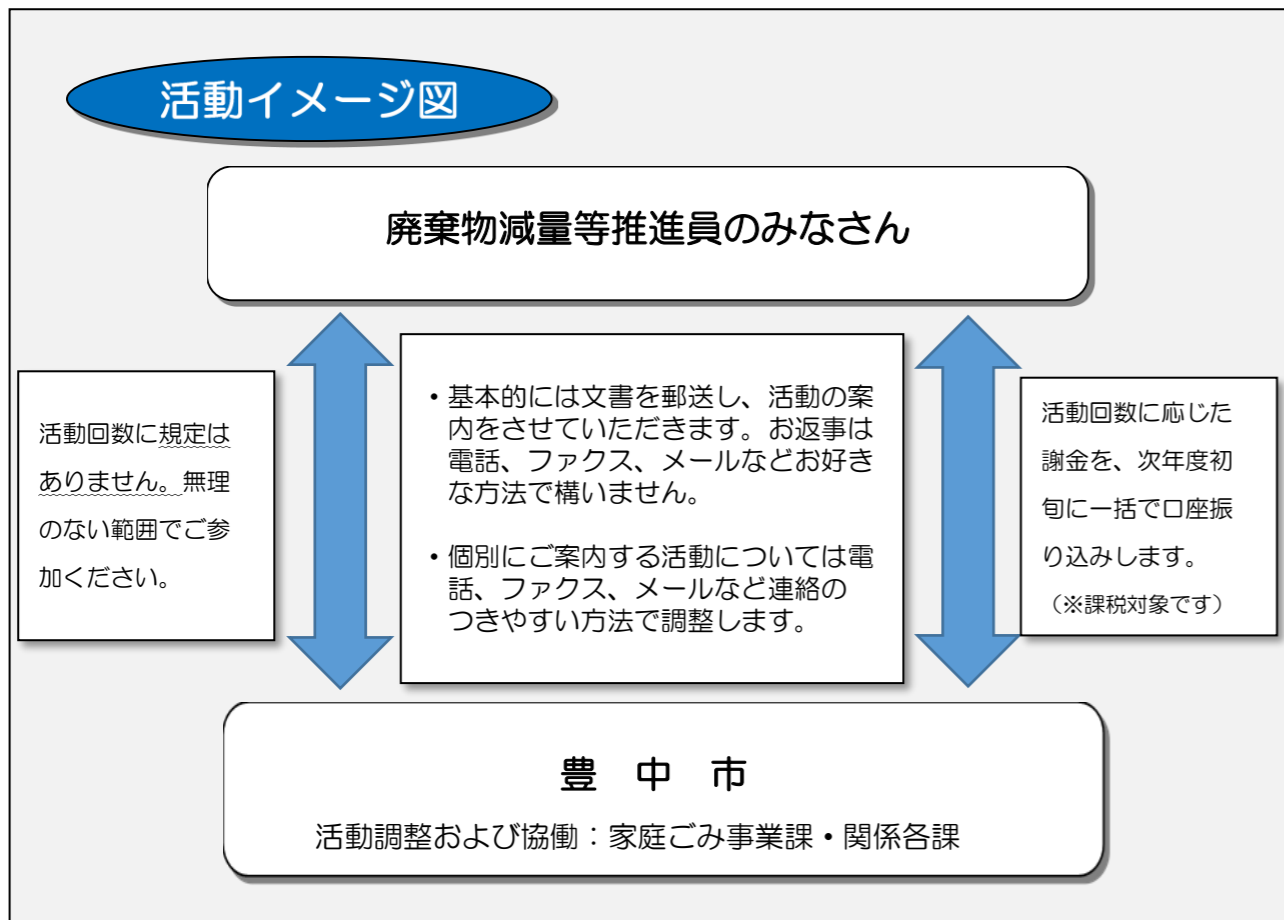 活動イメージ図
廃棄物減量等推進員のみなさん
活動回数に規定は
ありません。無理
のない範囲でご参
加ください。
・基本的には文書を郵送し、活動の案
内をさせていただきます。お返事は
電話、ファクス、メールなどお好き
な方法で構いません。
・個別にご案内する活動については電
話、ファクス、メールなど連絡の
つきやすい方法で調整します。
活動回数に応じた
謝金を、次年度初
旬に一括で口座振
り込みします。
（※課税対象です）
豊 中 市
活動調整および協働：家庭ごみ事業課・関係各課